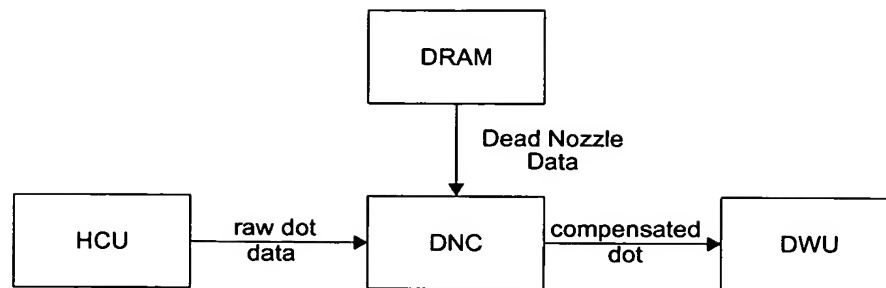 DRAM
Dead Nozzle
Data
HCU
raw dot
data
DNC
compensated
dot
DWU